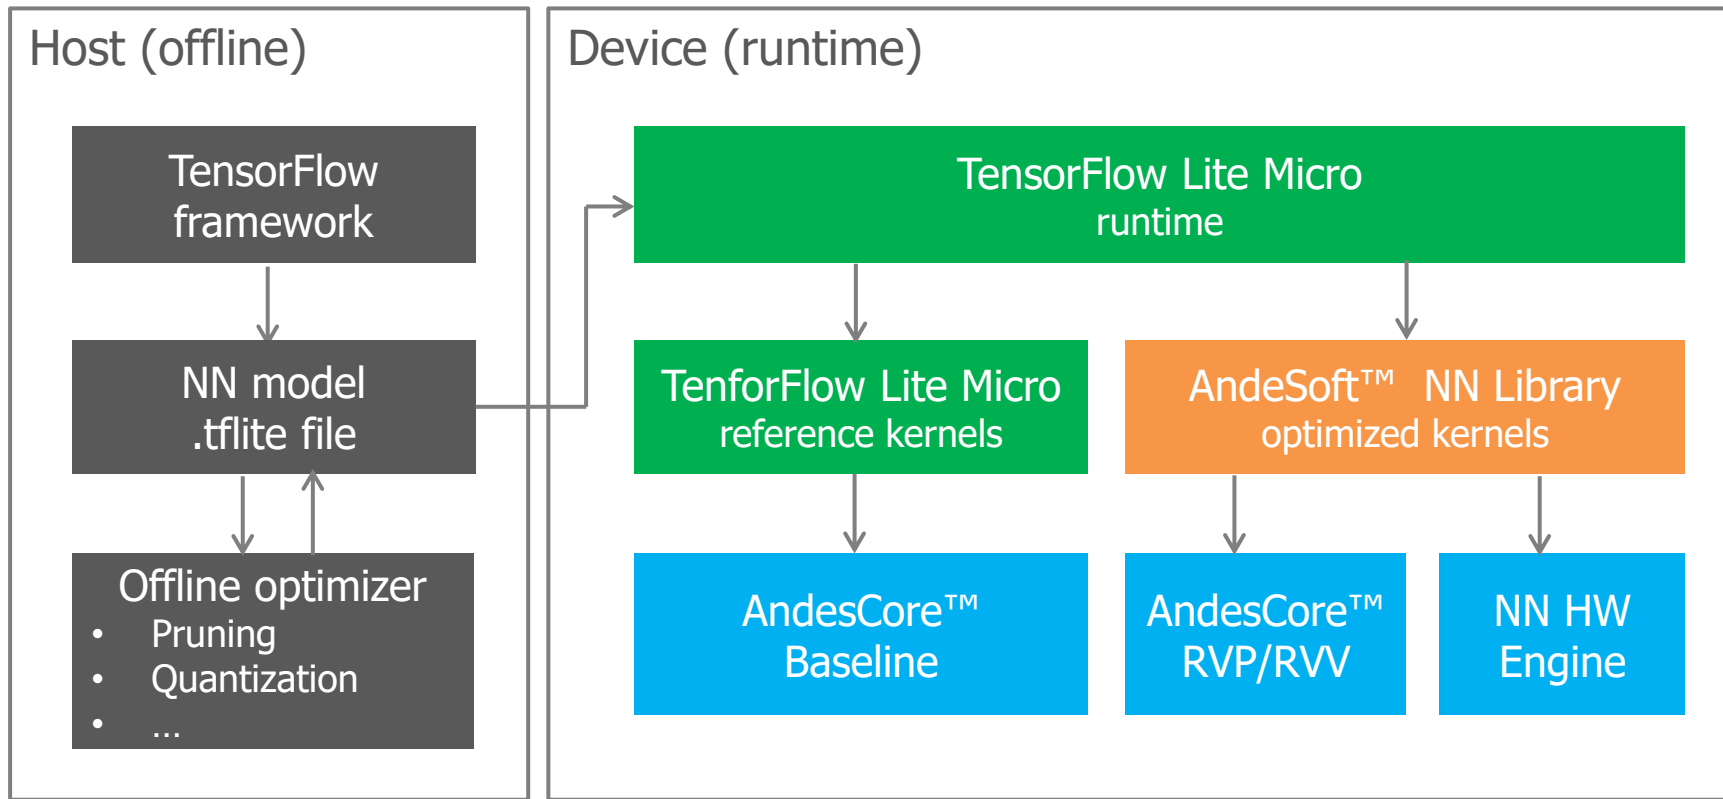 Host (offline)
TensorFlow
framework
NN model
.tflite file
Offline optimizer
• Pruning
• Quantization
• ...
Device (runtime)
TensorFlow Lite Micro
runtime
TenforFlow Lite Micro
reference kernels
AndeSoft™ NN Library
optimized kernels
AndesCore™
Baseline
AndesCore™
RVP/RVV
NN HW
Engine